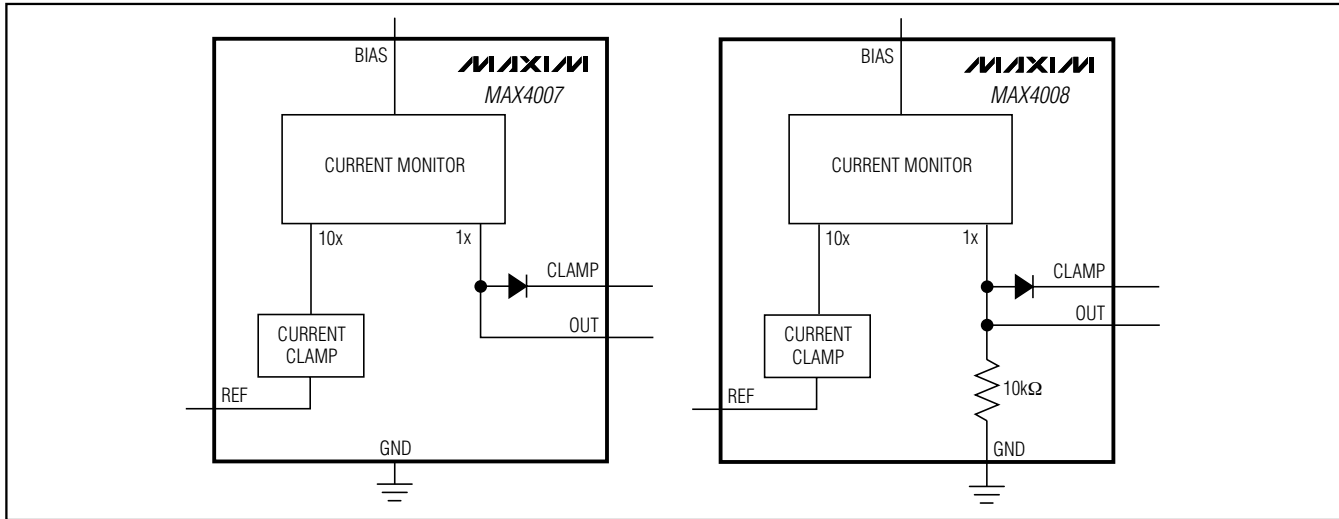 BIAS
MAXIM
MAX4007
CURRENT MONITOR
10x
1x
CLAMP
OUT
CURRENT
CLAMP
REF
GND
BIAS
MAXIM
MAX4008
CURRENT MONITOR
10x
1x
CLAMP
OUT
CURRENT
CLAMP
10kΩ
REF
GND